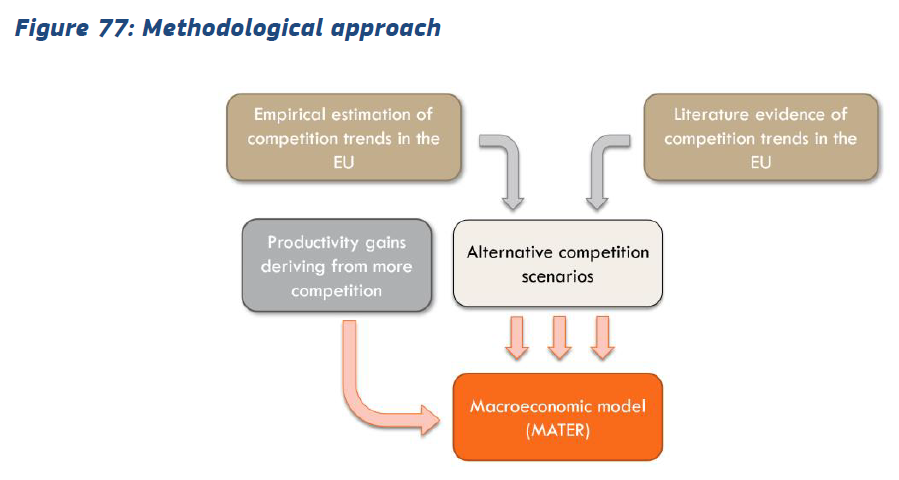 Figure 77: Methodological approach
Empirical estimation of
competition trends in the
EU
Literature evidence of
competition trends in the
EU
Productivity gains
deriving from more
competition
Alternative competition
scenarios
Macroeconomic model
(MATER)